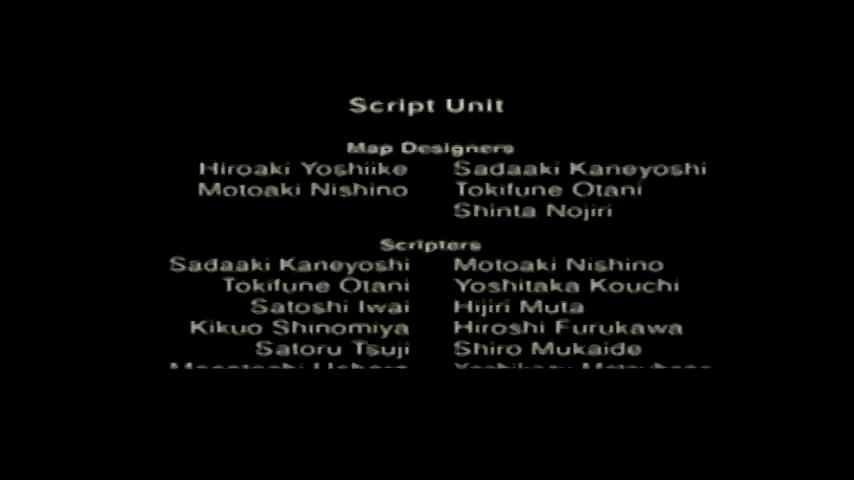 Script Unit
Map Designers
Hiroaki Yoshiike Sadaaki Kaneyoshi
Motoaki Nishino Tokifune Otani
Shinta Nojiri
Scripters
Sadaaki Kaneyoshi Motoaki Nishino
Tokifune Otani Yoshitaka Kouchi
Satoshi Iwai Hijiri Muta
Kikuo Shinomiya Hiroshi Furukawa
Satoru Tsuji Shiro Mukaide